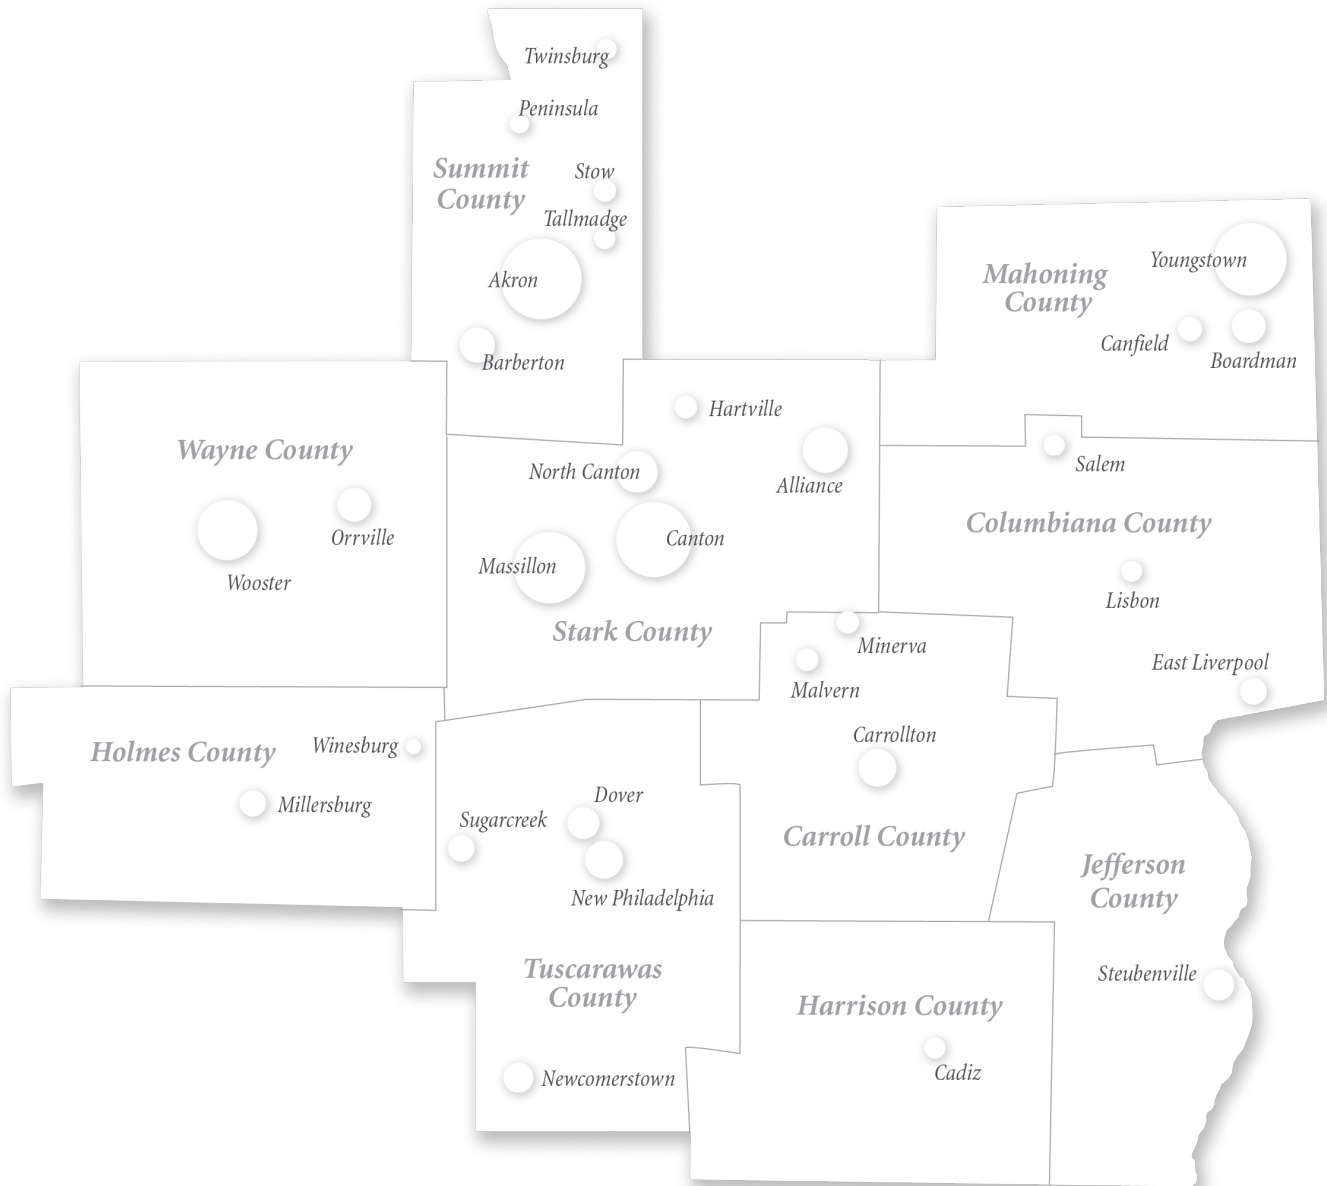 Twinsburg
Peninsula
Summit
County
Stow
Tallmadge
Akron
Barberton
Mahoning
County
Youngstown
Canfield
Boardman
Wayne County
Wooster
Orrville
Hartville
North Canton
Alliance
Canton
Massillon
Stark County
Salem
Columbiana County
Lisbon
East Liverpool
Minerva
Malvern
Carrollton
Carroll County
Holmes County
Winesburg
Millersburg
Sugarcreek
Dover
New Philadelphia
Tuscarawas
County
Newcomerstown
Jefferson
County
Steubenville
Harrison County
Cadiz